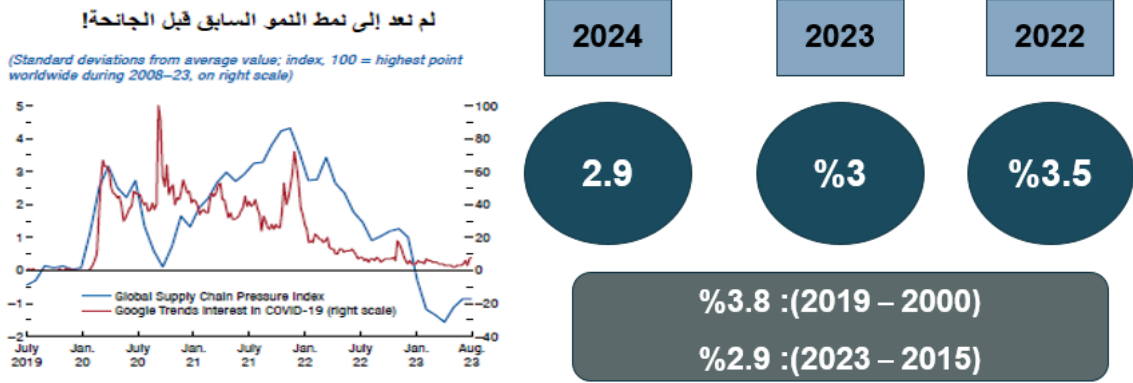 لم نعد إلى نمط النمو السابق قبل الجائحة!
(Standard deviations from average value; index, 100 = highest point
worldwide during 2008–23, on right scale)
5
4
3
2
1
0
−1
−2
100
80
60
40
20
0
−20
−40
Global Supply Chain Pressure Index
Google Trends interest in COVID-19 (right scale)
July 2019
Jan. 20
July 20
Jan. 21
July 21
Jan. 22
July 22
Jan. 23
Aug. 23
2024
2023
2022
2.9
%3
%3.5
%3.8 :(2019 – 2000)
%2.9 :(2023 – 2015)